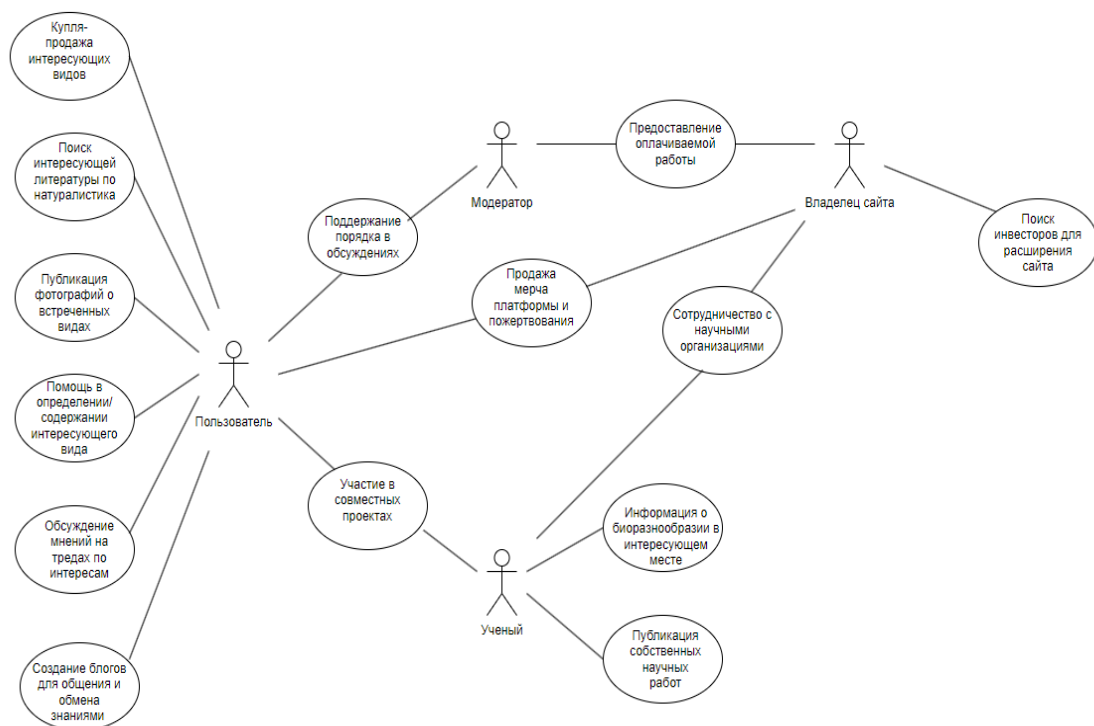 Купля-
продажа
интересующих
видов
Поиск
интересующей
литературы по
натуралистика
Публикация
фотографий о
встреченных
видах
Помощь в
определении/
содержании
интересующего
вида
Обсуждение
мнений на
тредах по
интересам
Создание блогов
для общения и
обмена
знаниями
Пользователь
Поддержание
порядка в
обсуждениях
Модератор
Предоставление
оплачиваемой
работы
Владелец сайта
Поиск
инвесторов для
расширения
сайта
Продажа
мерча
платформы и
пожертвования
Сотрудничество с
научными
организациями
Участие в
совместных
проектах
Ученый
Информация о
биоразнообразии в
интересующем
месте
Публикация
собственных
научных
работ